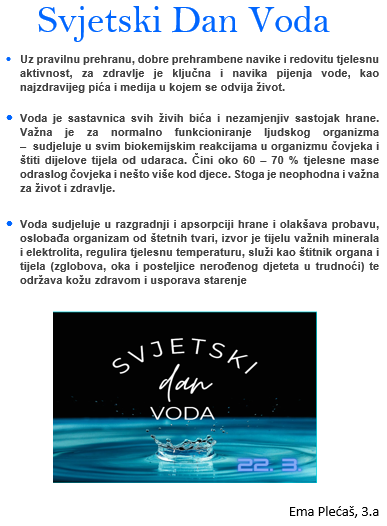 Svjetski Dan Voda
• Uz pravilnu prehranu, dobre prehrambene navike i redovitu tjelesnu
aktivnost, za zdravlje je ključna i navika pijenja vode, kao
najzdravijeg pića i medija u kojem se odvija život.
• Voda je sastavnica svih živih bića i nezamjenjiv sastojak hrane.
Važna je za normalno funkcioniranje ljudskog organizma
– sudjeluje u svim biokemijskim reakcijama u organizmu čovjeka i
štiti dijelove tijela od udaraca. Čini oko 60 – 70 % tjelesne mase
odraslog čovjeka i nešto više kod djece. Stoga je neophodna i važna
za život i zdravlje.
• Voda sudjeluje u razgradnji i apsorpciji hrane i olakšava probavu,
oslobađa organizam od štetnih tvari, izvor je tijelu važnih minerala
i elektrolita, regulira tjelesnu temperaturu, služi kao štitnik organa i
tijela (zglobova, oka i posteljice nerođenog djeteta u trudnoći) te
održava kožu zdravom i usporava starenje
SVJETSKI
dan
VODA
22. 3.
Ema Plećaš, 3.a